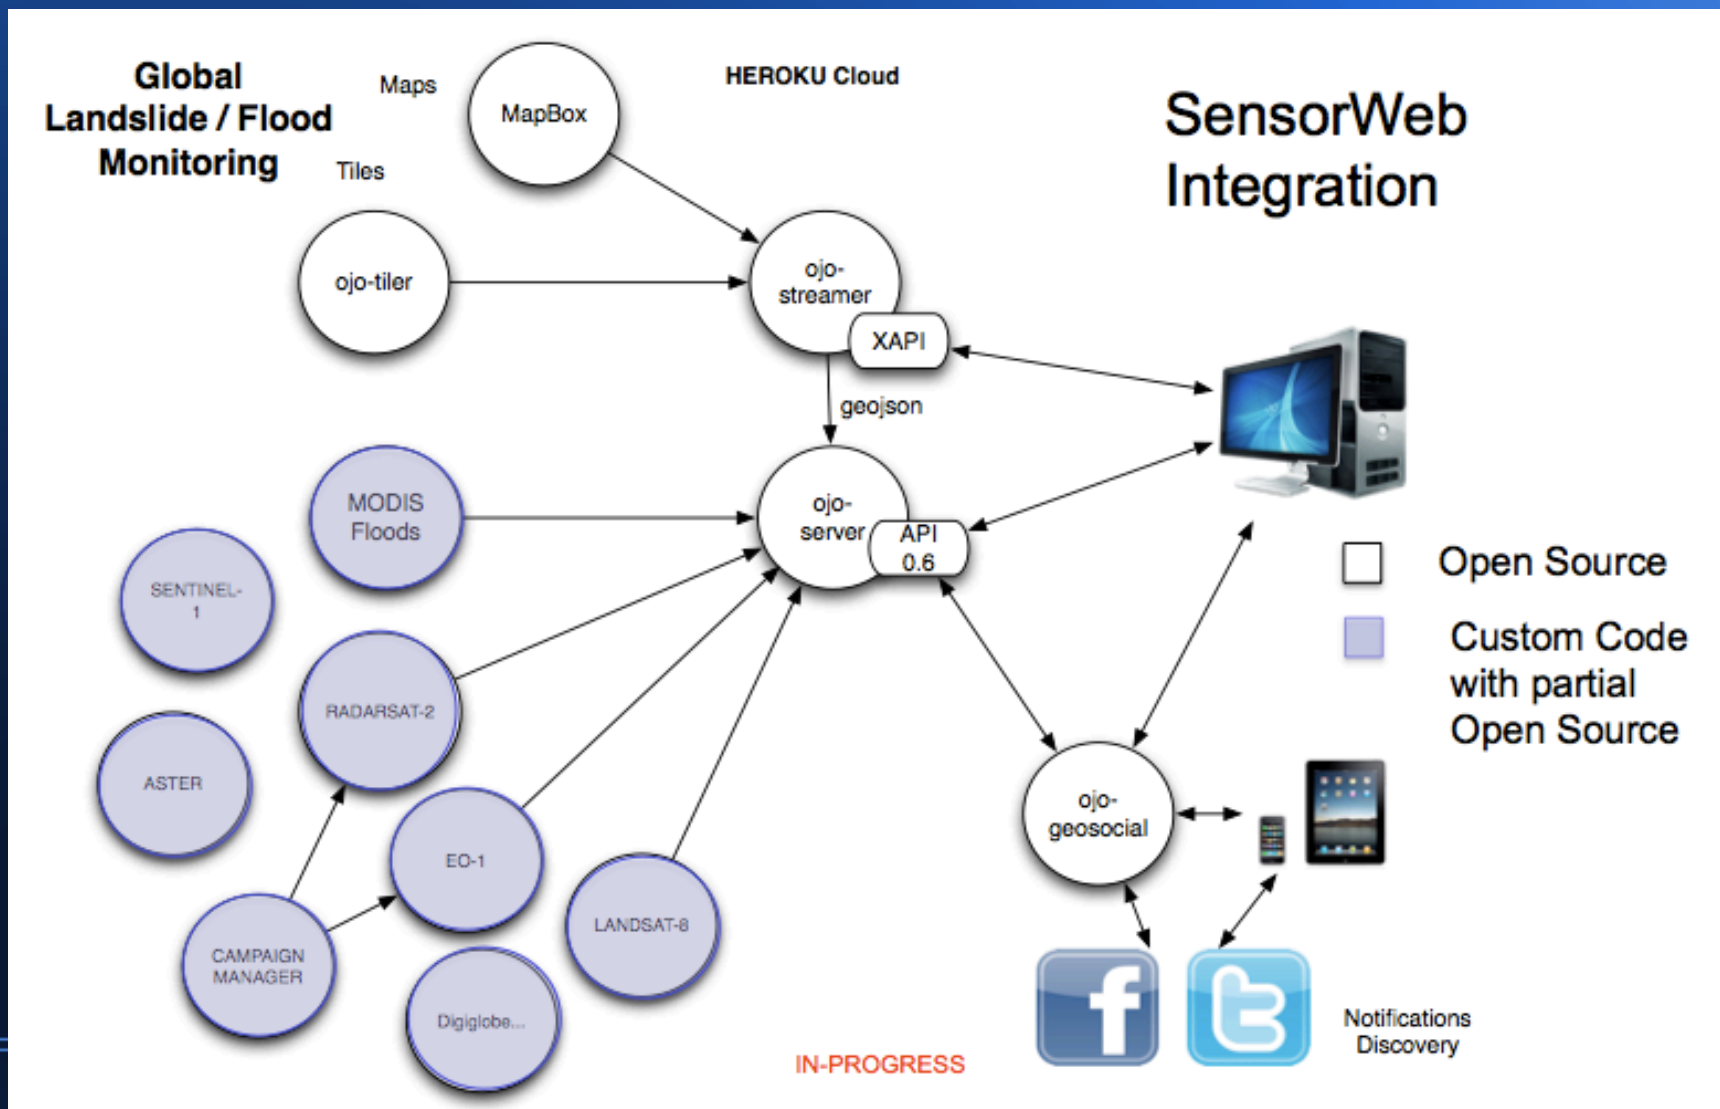 Global
Landslide / Flood
Monitoring
Maps
MapBox
HEROKU Cloud
SensorWeb
Integration
Tiles
ojo-tiler
ojo-
streamer
XAPI
geojson
MODIS
Floods
ojo-
server
API
0.6
SENTINEL-
1
RADARSAT-2
ASTER
EO-1
LANDSAT-8
CAMPAIGN
MANAGER
Digiglobe...
Open Source
Custom Code
with partial
Open Source
ojo-
geosocial
f
t
Notifications
Discovery
IN-PROGRESS